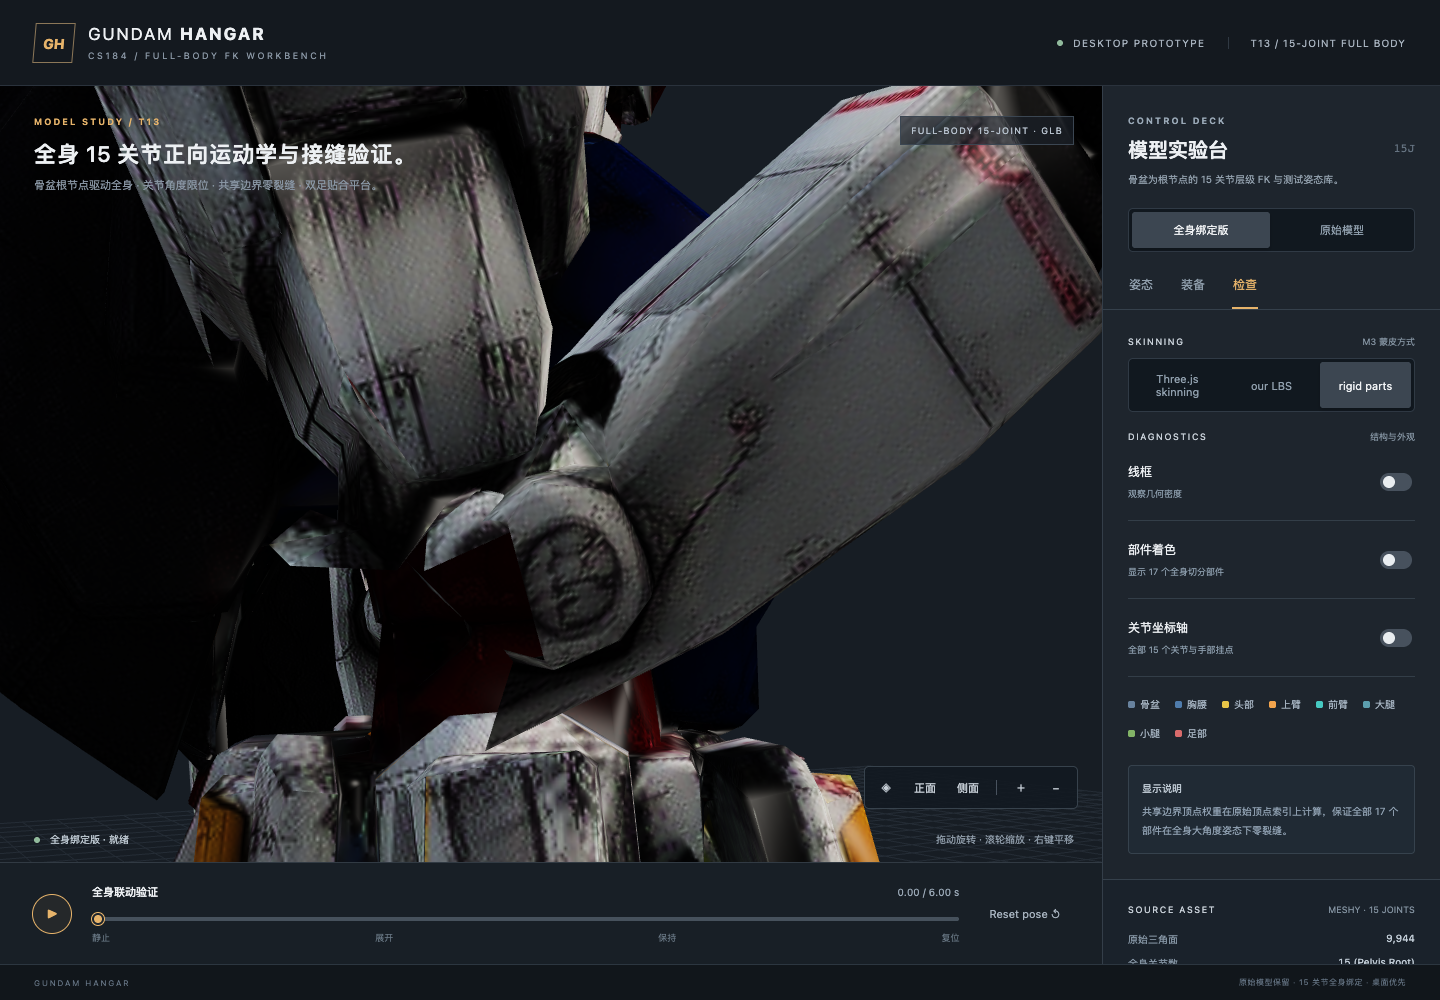 GH
GUNDAM HANGAR
CS184 / FULL-BODY FK WORKBENCH
DESKTOP PROTOTYPE
T13 / 15-JOINT FULL BODY
MODEL STUDY / T13
全身 15 关节正向运动学与接缝验证。
骨盆根节点驱动全身 · 关节角度限位 · 共享边界零裂缝 · 双足贴合平台。
FULL-BODY 15-JOINT · GLB
正面 侧面 + −
全身绑定版 · 就绪
拖动旋转 · 滚轮缩放 · 右键平移
全身联动验证
0.00 / 6.00 s
静止 展开 保持 复位
Reset pose
CONTROL DECK
模型实验台
15J
骨盆为根节点的 15 关节层级 FK 与测试姿态库。
全身绑定版 原始模型
姿态 装备 检查
SKINNING
M3 蒙皮方式
Three.js
skinning
our LBS
rigid parts
DIAGNOSTICS
结构与外观
线框
观察几何密度
部件着色
显示 17 个全身切分部件
关节坐标轴
全部 15 个关节与手部挂点
骨盆 胸腰 头部 上臂 前臂 大腿
小腿 足部
显示说明
共享边界顶点权重在原始顶点索引上计算，保证全部 17 个
部件在全身大角度姿态下零裂缝。
SOURCE ASSET
MESHY · 15 JOINTS
原始三角面
9,944
全身关节数
15 (Pelvis Root)
GUNDAM HANGAR
原始模型保留 · 15 关节全身绑定 · 桌面优先